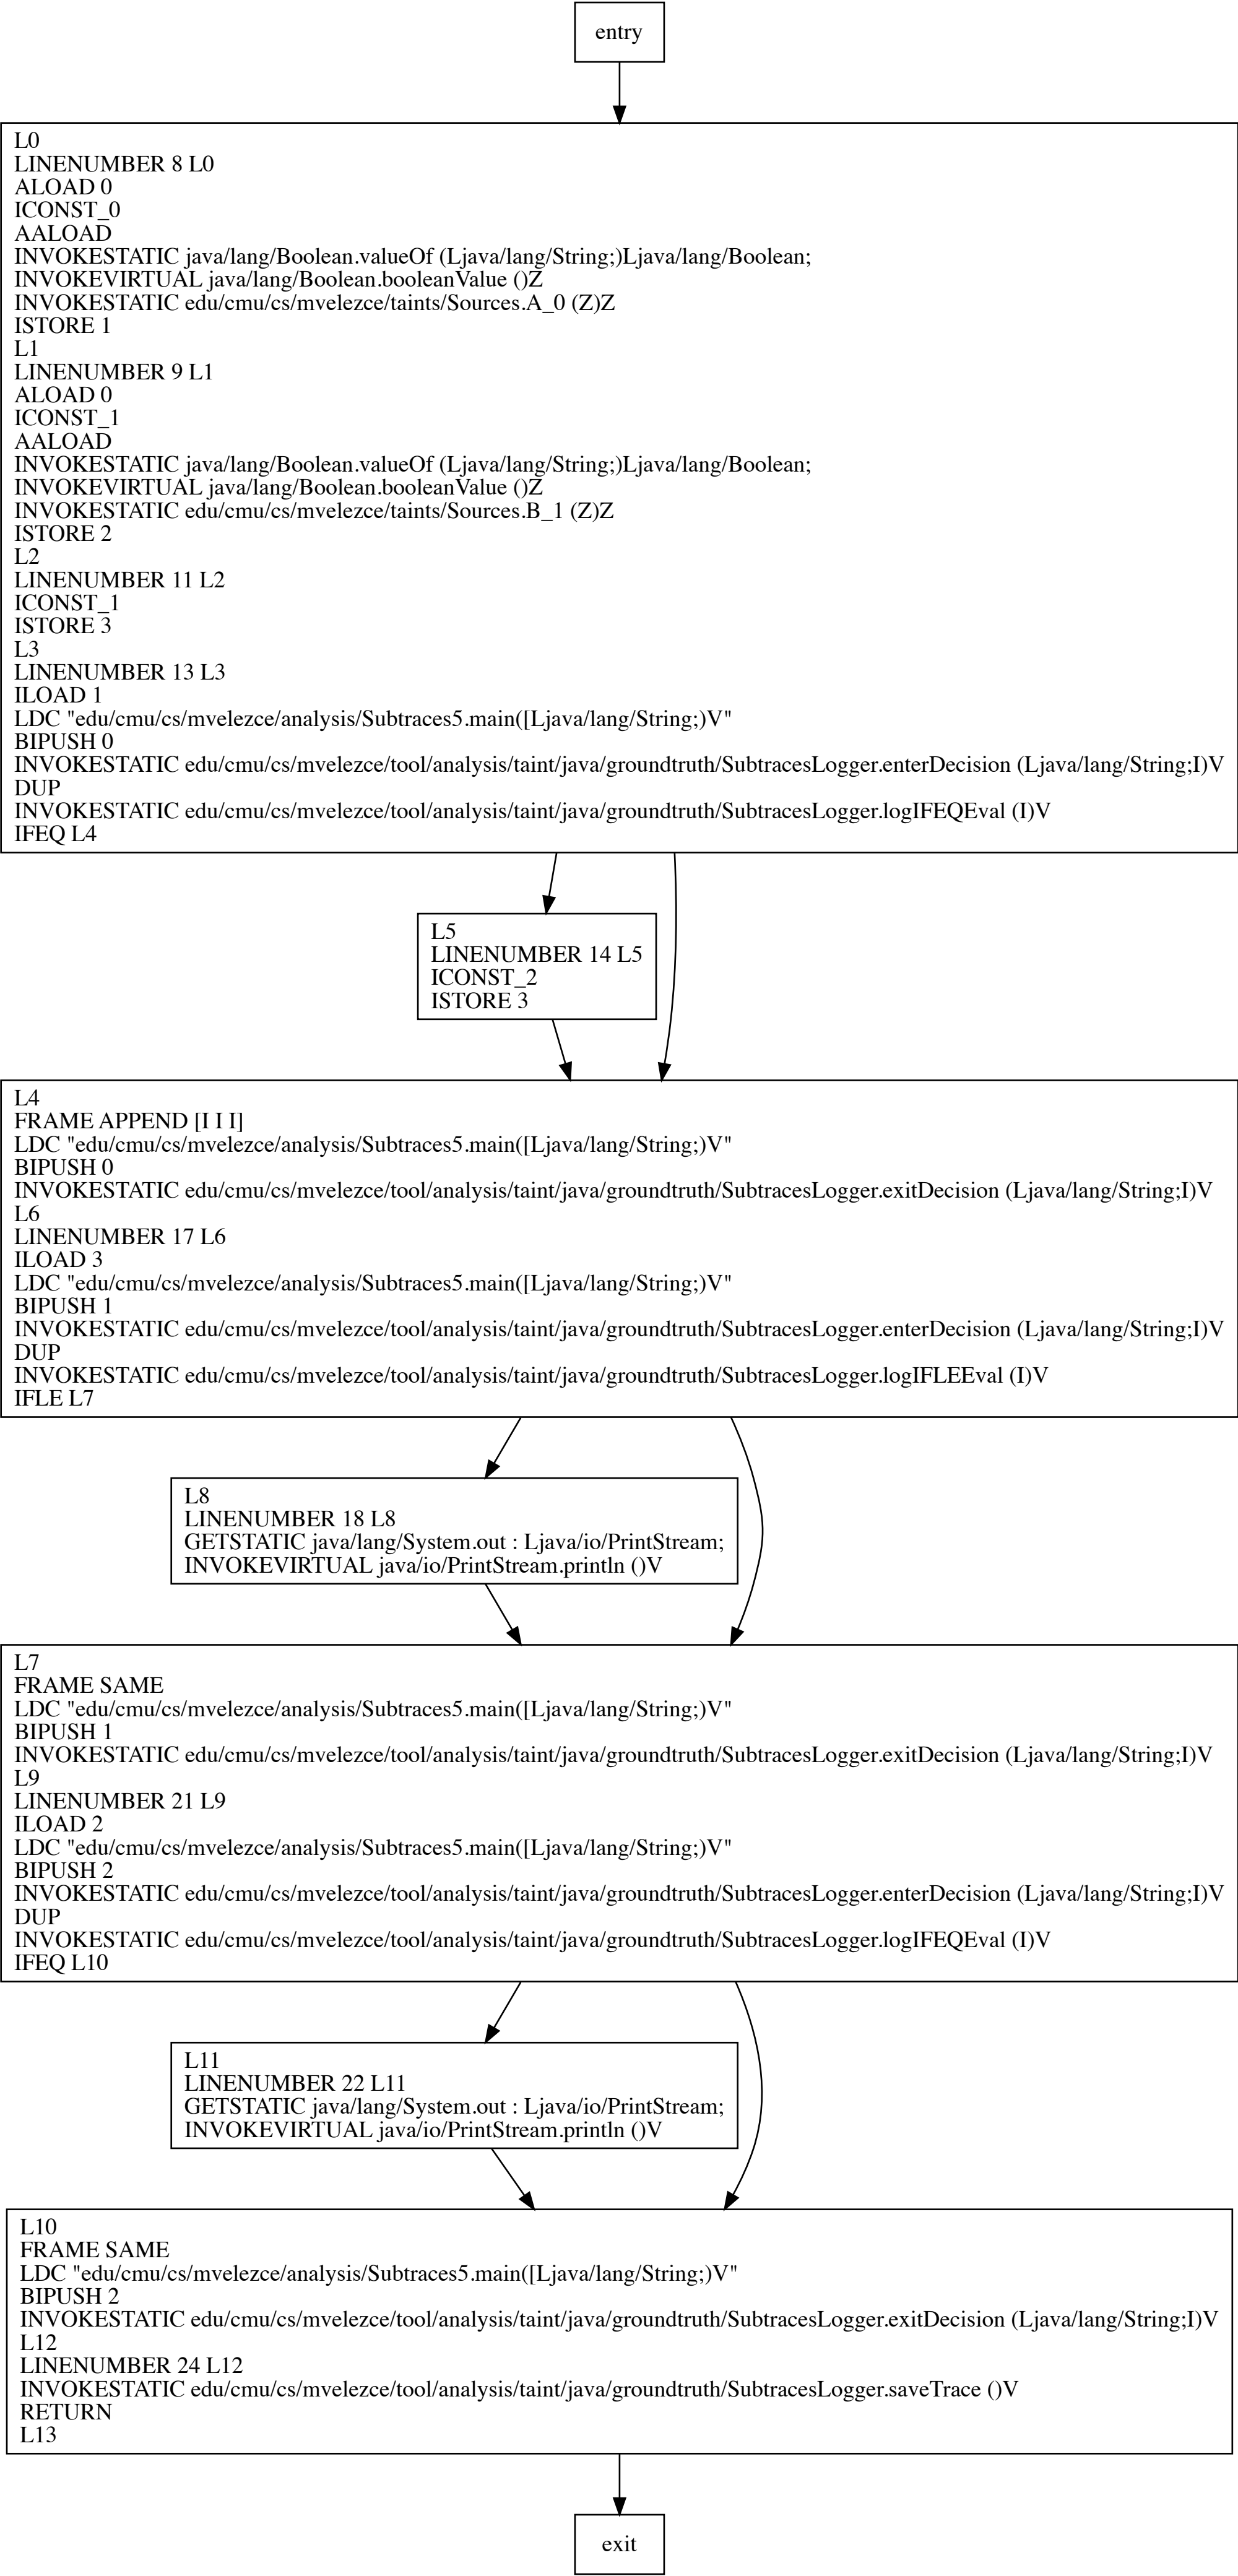 entry
L0
LINENUMBER 8 L0
ALOAD 0
ICONST_0
AALOAD
INVOKESTATIC java/lang/Boolean.valueOf (Ljava/lang/String;)Ljava/lang/Boolean;
INVOKEVIRTUAL java/lang/Boolean.booleanValue ()Z
INVOKESTATIC edu/cmu/cs/mvelezce/taints/Sources.A_0 (Z)Z
ISTORE 1
L1
LINENUMBER 9 L1
ALOAD 0
ICONST_1
AALOAD
INVOKESTATIC java/lang/Boolean.valueOf (Ljava/lang/String;)Ljava/lang/Boolean;
INVOKEVIRTUAL java/lang/Boolean.booleanValue ()Z
INVOKESTATIC edu/cmu/cs/mvelezce/taints/Sources.B_1 (Z)Z
ISTORE 2
L2
LINENUMBER 11 L2
ICONST_1
ISTORE 3
L3
LINENUMBER 13 L3
ILOAD 1
LDC "edu/cmu/cs/mvelezce/analysis/Subtraces5.main([Ljava/lang/String;)V"
BIPUSH 0
INVOKESTATIC edu/cmu/cs/mvelezce/tool/analysis/taint/java/groundtruth/SubtracesLogger.enterDecision (Ljava/lang/String;I)V
DUP
INVOKESTATIC edu/cmu/cs/mvelezce/tool/analysis/taint/java/groundtruth/SubtracesLogger.logIFEQEval (I)V
IFEQ L4
L5
LINENUMBER 14 L5
ICONST_2
ISTORE 3
L4
FRAME APPEND [I I I]
LDC "edu/cmu/cs/mvelezce/analysis/Subtraces5.main([Ljava/lang/String;)V"
BIPUSH 0
INVOKESTATIC edu/cmu/cs/mvelezce/tool/analysis/taint/java/groundtruth/SubtracesLogger.exitDecision (Ljava/lang/String;I)V
L6
LINENUMBER 17 L6
ILOAD 3
LDC "edu/cmu/cs/mvelezce/analysis/Subtraces5.main([Ljava/lang/String;)V"
BIPUSH 1
INVOKESTATIC edu/cmu/cs/mvelezce/tool/analysis/taint/java/groundtruth/SubtracesLogger.enterDecision (Ljava/lang/String;I)V
DUP
INVOKESTATIC edu/cmu/cs/mvelezce/tool/analysis/taint/java/groundtruth/SubtracesLogger.logIFLEEval (I)V
IFLE L7
L8
LINENUMBER 18 L8
GETSTATIC java/lang/System.out : Ljava/io/PrintStream;
INVOKEVIRTUAL java/io/PrintStream.println ()V
L7
FRAME SAME
LDC "edu/cmu/cs/mvelezce/analysis/Subtraces5.main([Ljava/lang/String;)V"
BIPUSH 1
INVOKESTATIC edu/cmu/cs/mvelezce/tool/analysis/taint/java/groundtruth/SubtracesLogger.exitDecision (Ljava/lang/String;I)V
L9
LINENUMBER 21 L9
ILOAD 2
LDC "edu/cmu/cs/mvelezce/analysis/Subtraces5.main([Ljava/lang/String;)V"
BIPUSH 2
INVOKESTATIC edu/cmu/cs/mvelezce/tool/analysis/taint/java/groundtruth/SubtracesLogger.enterDecision (Ljava/lang/String;I)V
DUP
INVOKESTATIC edu/cmu/cs/mvelezce/tool/analysis/taint/java/groundtruth/SubtracesLogger.logIFEQEval (I)V
IFEQ L10
L11
LINENUMBER 22 L11
GETSTATIC java/lang/System.out : Ljava/io/PrintStream;
INVOKEVIRTUAL java/io/PrintStream.println ()V
L10
FRAME SAME
LDC "edu/cmu/cs/mvelezce/analysis/Subtraces5.main([Ljava/lang/String;)V"
BIPUSH 2
INVOKESTATIC edu/cmu/cs/mvelezce/tool/analysis/taint/java/groundtruth/SubtracesLogger.exitDecision (Ljava/lang/String;I)V
L12
LINENUMBER 24 L12
INVOKESTATIC edu/cmu/cs/mvelezce/tool/analysis/taint/java/groundtruth/SubtracesLogger.saveTrace ()V
RETURN
L13
exit